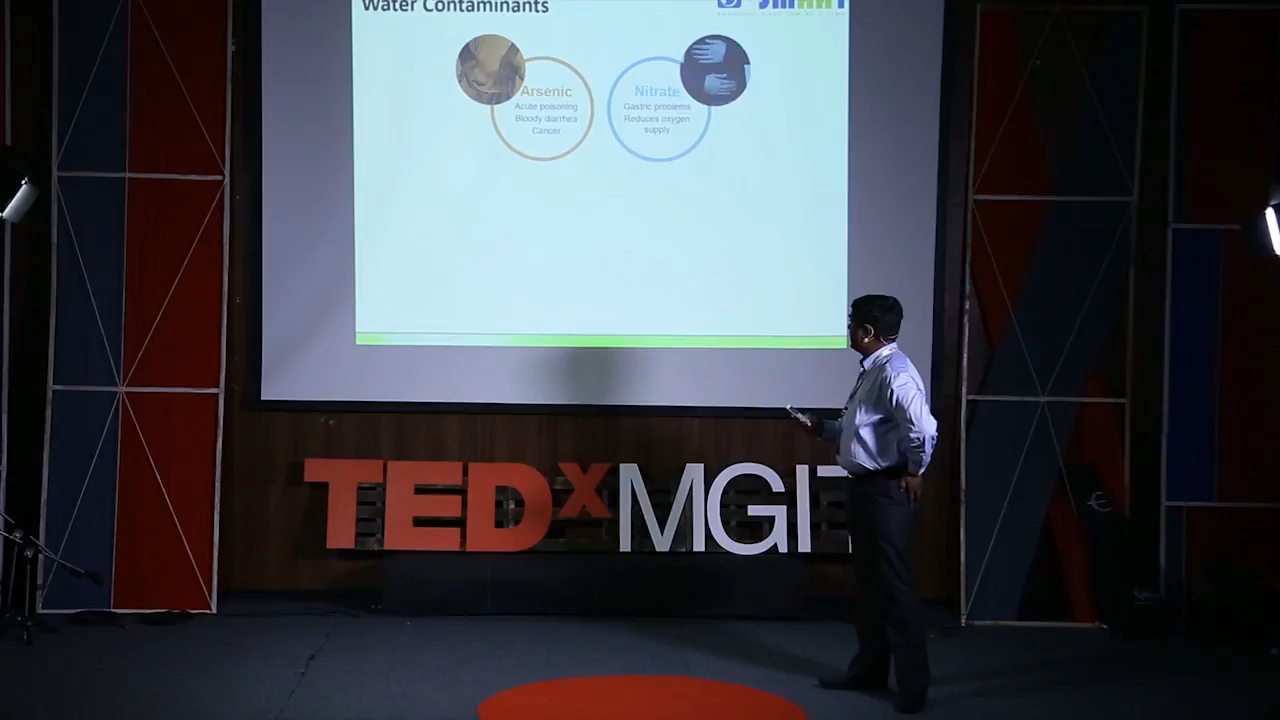 Water Contaminants
Arsenic
Acute poisoning
Bloody diarrhea
Cancer
Nitrate
Gastric problems
Reduces oxygen
supply
TEDxMGIT